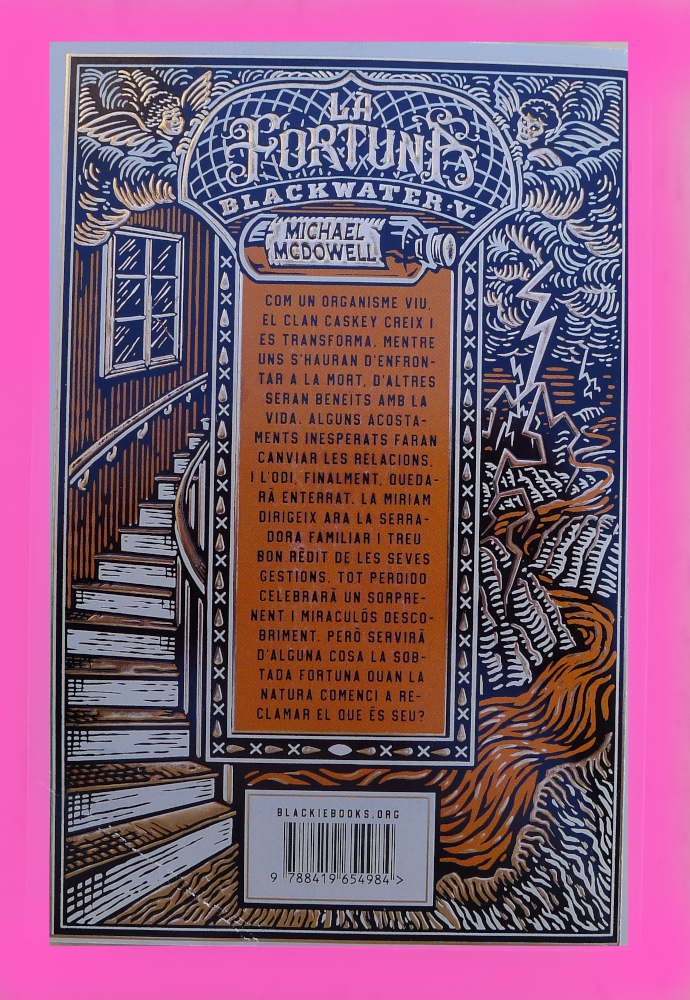 LA
FORTUNA
BLACKWATER·V.
MICHAEL
MCDOWELL
COM UN ORGANISME VIU,
EL CLAN CASKEY CREIX I
ES TRANSFORMA. MENTRE
UNS S'HAURAN D'ENFRON-
TAR A LA MORT, D'ALTRES
SERAN BENEITS AMB LA
VIDA. ALGUNS ACOSTA-
MENTS INESPERATS FARAN
CANVIAR LES RELACIONS,
I L'ODI, FINALMENT, QUEDA-
RÀ ENTERRAT. LA MIRIAM
DIRIGEIX ARA LA SERRA-
DORA FAMILIAR I TREU
BON RÈDIT DE LES SEVES
GESTIONS. TOT PERDIDO
CELEBRARÀ UN SORPRE-
NENT I MIRACULÓS DESCO-
BRIMENT. PERÒ SERVIRÀ
D'ALGUNA COSA LA SOB-
TADA FORTUNA QUAN LA
NATURA COMENCI A RE-
CLAMAR EL QUE ÉS SEU?
BLACKIEBOOKS.ORG
9 788419 654984 >